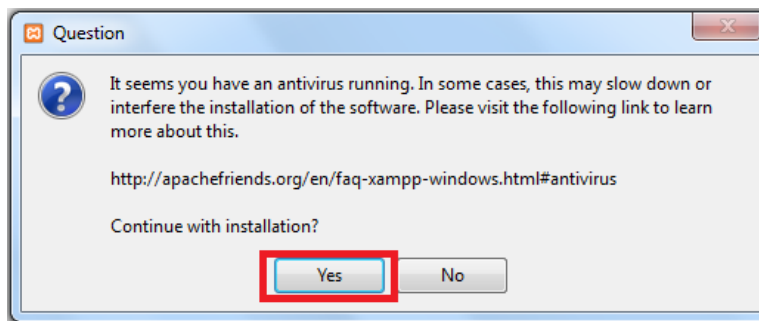 Question
It seems you have an antivirus running. In some cases, this may slow down or
interfere the installation of the software. Please visit the following link to learn
more about this.
http://apachefriends.org/en/faq-xampp-windows.html#antivirus
Continue with installation?
Yes No